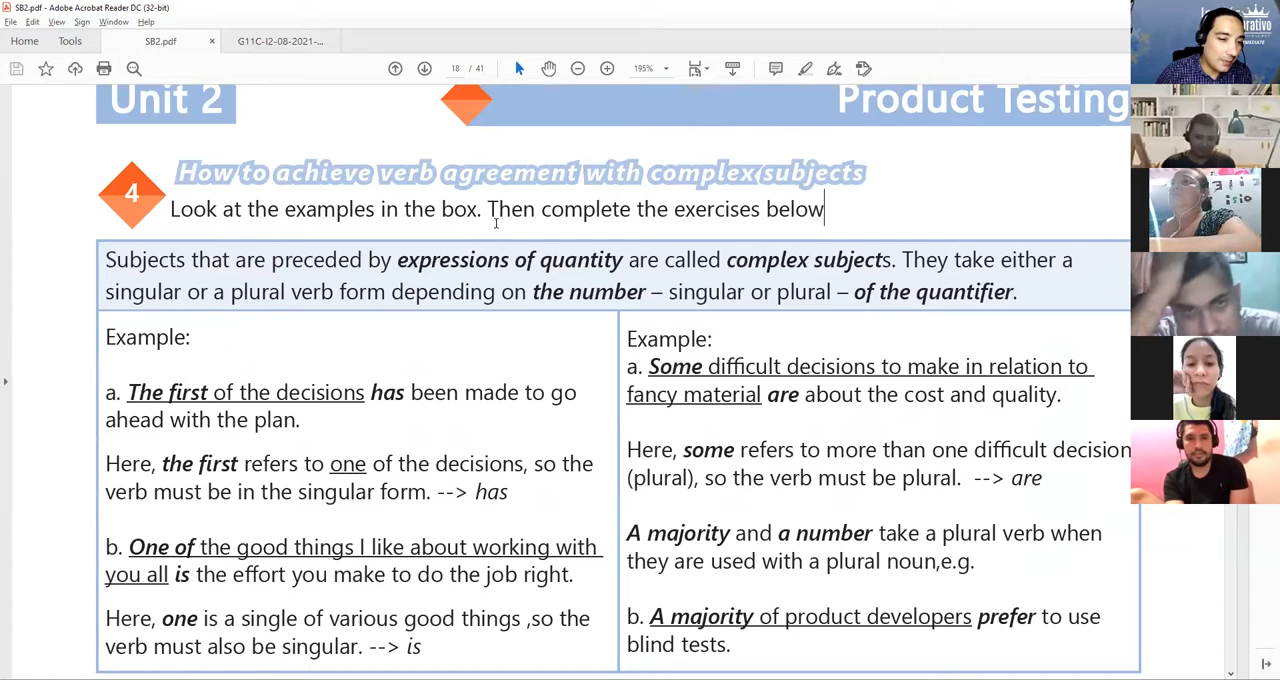 SB2.pdf - Adobe Acrobat Reader DC (32-bit)
File Edit View Sign Window Help
Home Tools SB2.pdf × G11C-I2-08-2021-...
18 / 41 195%
Unit 2 Product Testing
4 How to achieve verb agreement with complex subjects
Look at the examples in the box. Then complete the exercises below
Subjects that are preceded by expressions of quantity are called complex subjects. They take either a
singular or a plural verb form depending on the number – singular or plural – of the quantifier.
Example:
a. The first of the decisions has been made to go
ahead with the plan.
Here, the first refers to one of the decisions, so the
verb must be in the singular form. --> has
b. One of the good things I like about working with
you all is the effort you make to do the job right.
Here, one is a single of various good things ,so the
verb must also be singular. --> is
Example:
a. Some difficult decisions to make in relation to
fancy material are about the cost and quality.
Here, some refers to more than one difficult decision
(plural), so the verb must be plural. --> are
A majority and a number take a plural verb when
they are used with a plural noun,e.g.
b. A majority of product developers prefer to use
blind tests.